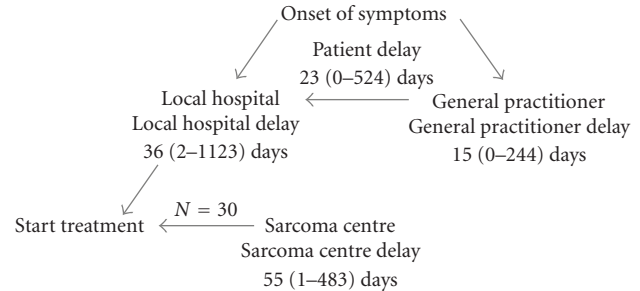 Onset of symptoms
Patient delay
23 (0–524) days
Local hospital
Local hospital delay
36 (2–1123) days
General practitioner
General practitioner delay
15 (0–244) days
Start treatment
N = 30
Sarcoma centre
Sarcoma centre delay
55 (1–483) days